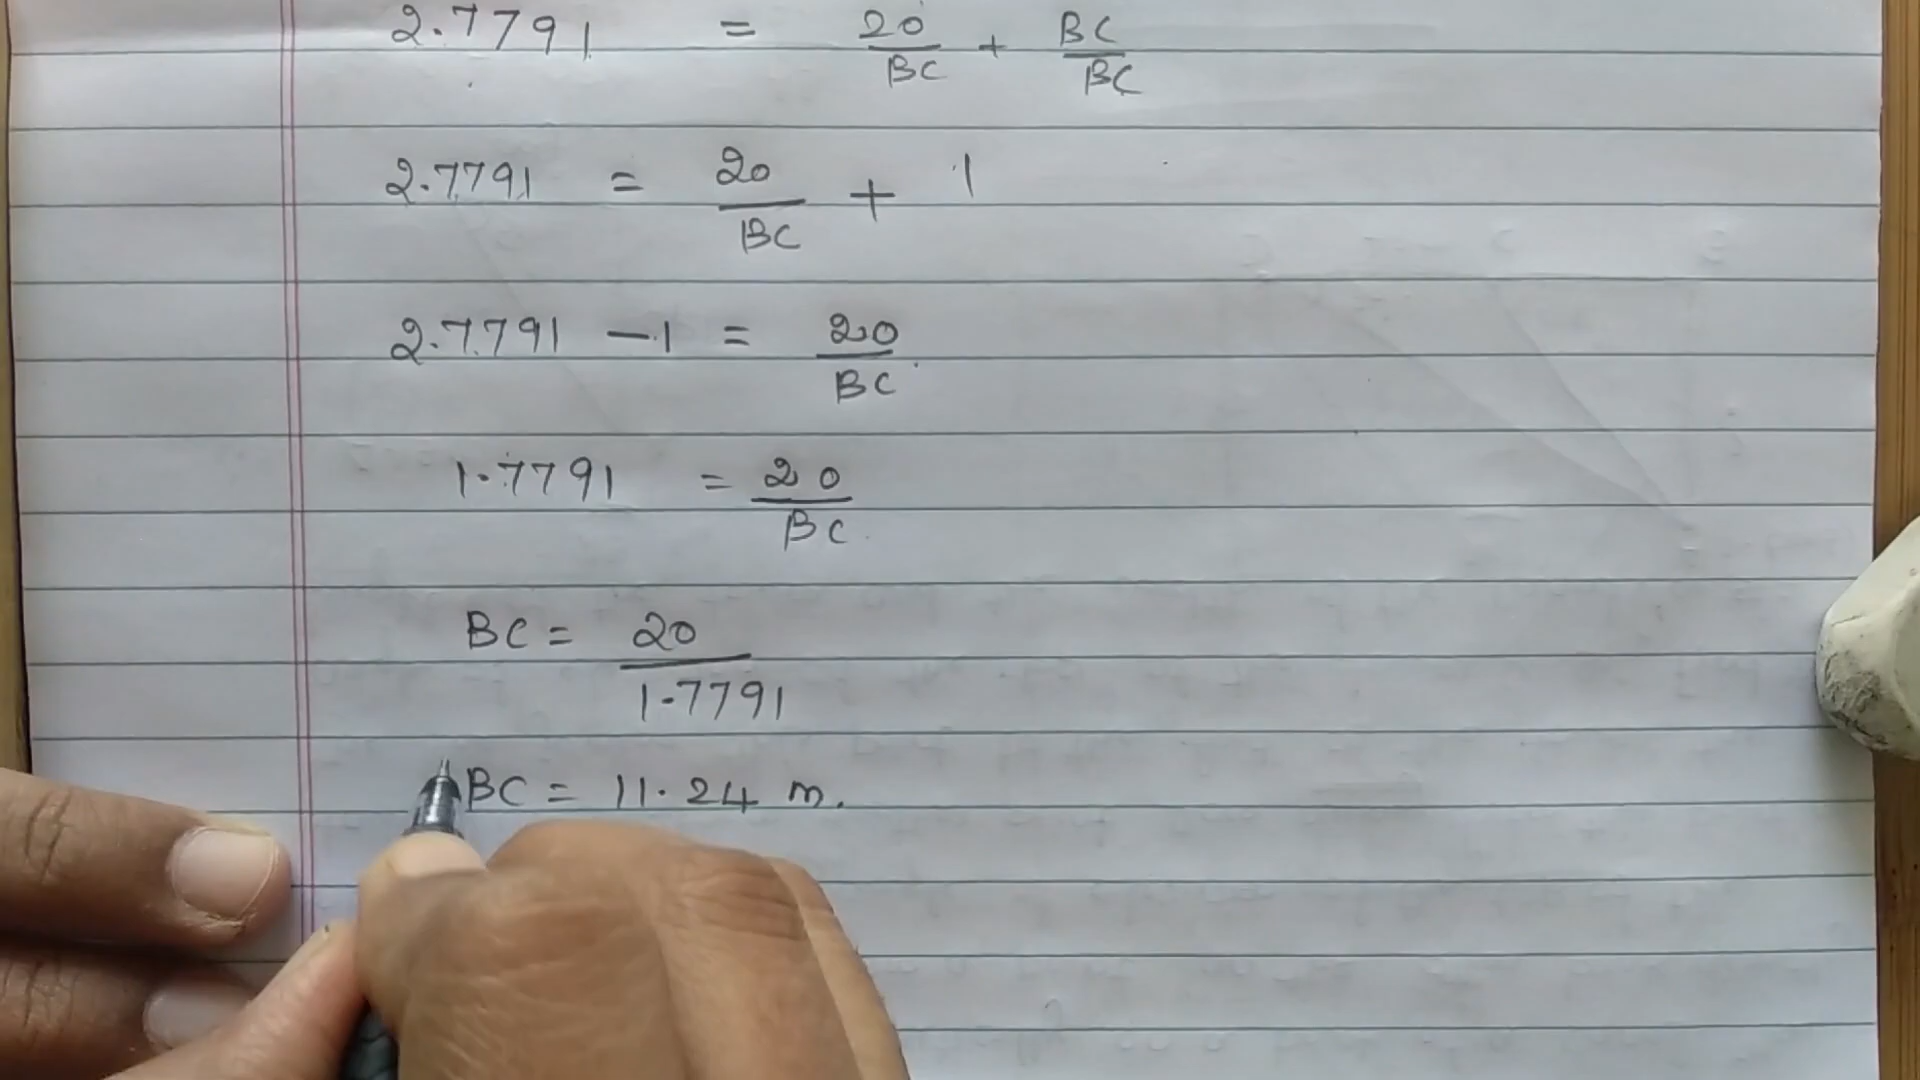 2.7791 = 20/BC + BC/BC
2.7791 = 20/BC + 1
2.7791 - 1 = 20/BC
1.7791 = 20/BC
BC = 20/1.7791
BC = 11.24 m.